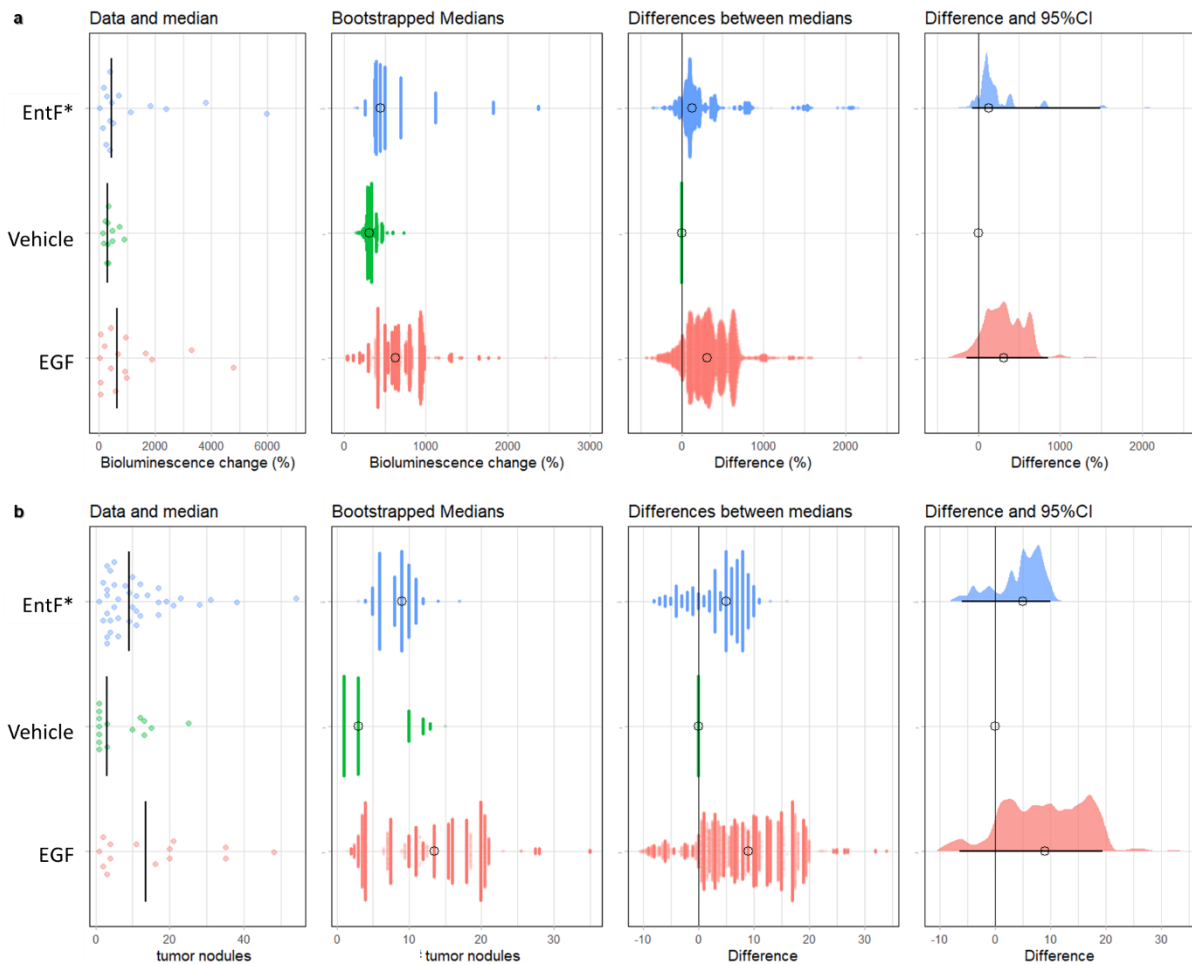 a
Data and median
Bootstrapped Medians
Differences between medians
Difference and 95%CI
EntF*
Vehicle
EGF
0 2000 4000 6000
0 1000 2000 3000
0 1000 2000
0 1000 2000
Bioluminescence change (%)
Bioluminescence change (%)
Difference (%)
Difference (%)
b
Data and median
Bootstrapped Medians
Differences between medians
Difference and 95%CI
EntF*
Vehicle
EGF
0 20 40
0 10 20 30
-10 0 10 20 30
-10 0 10 20 30
tumor nodules
tumor nodules
Difference
Difference